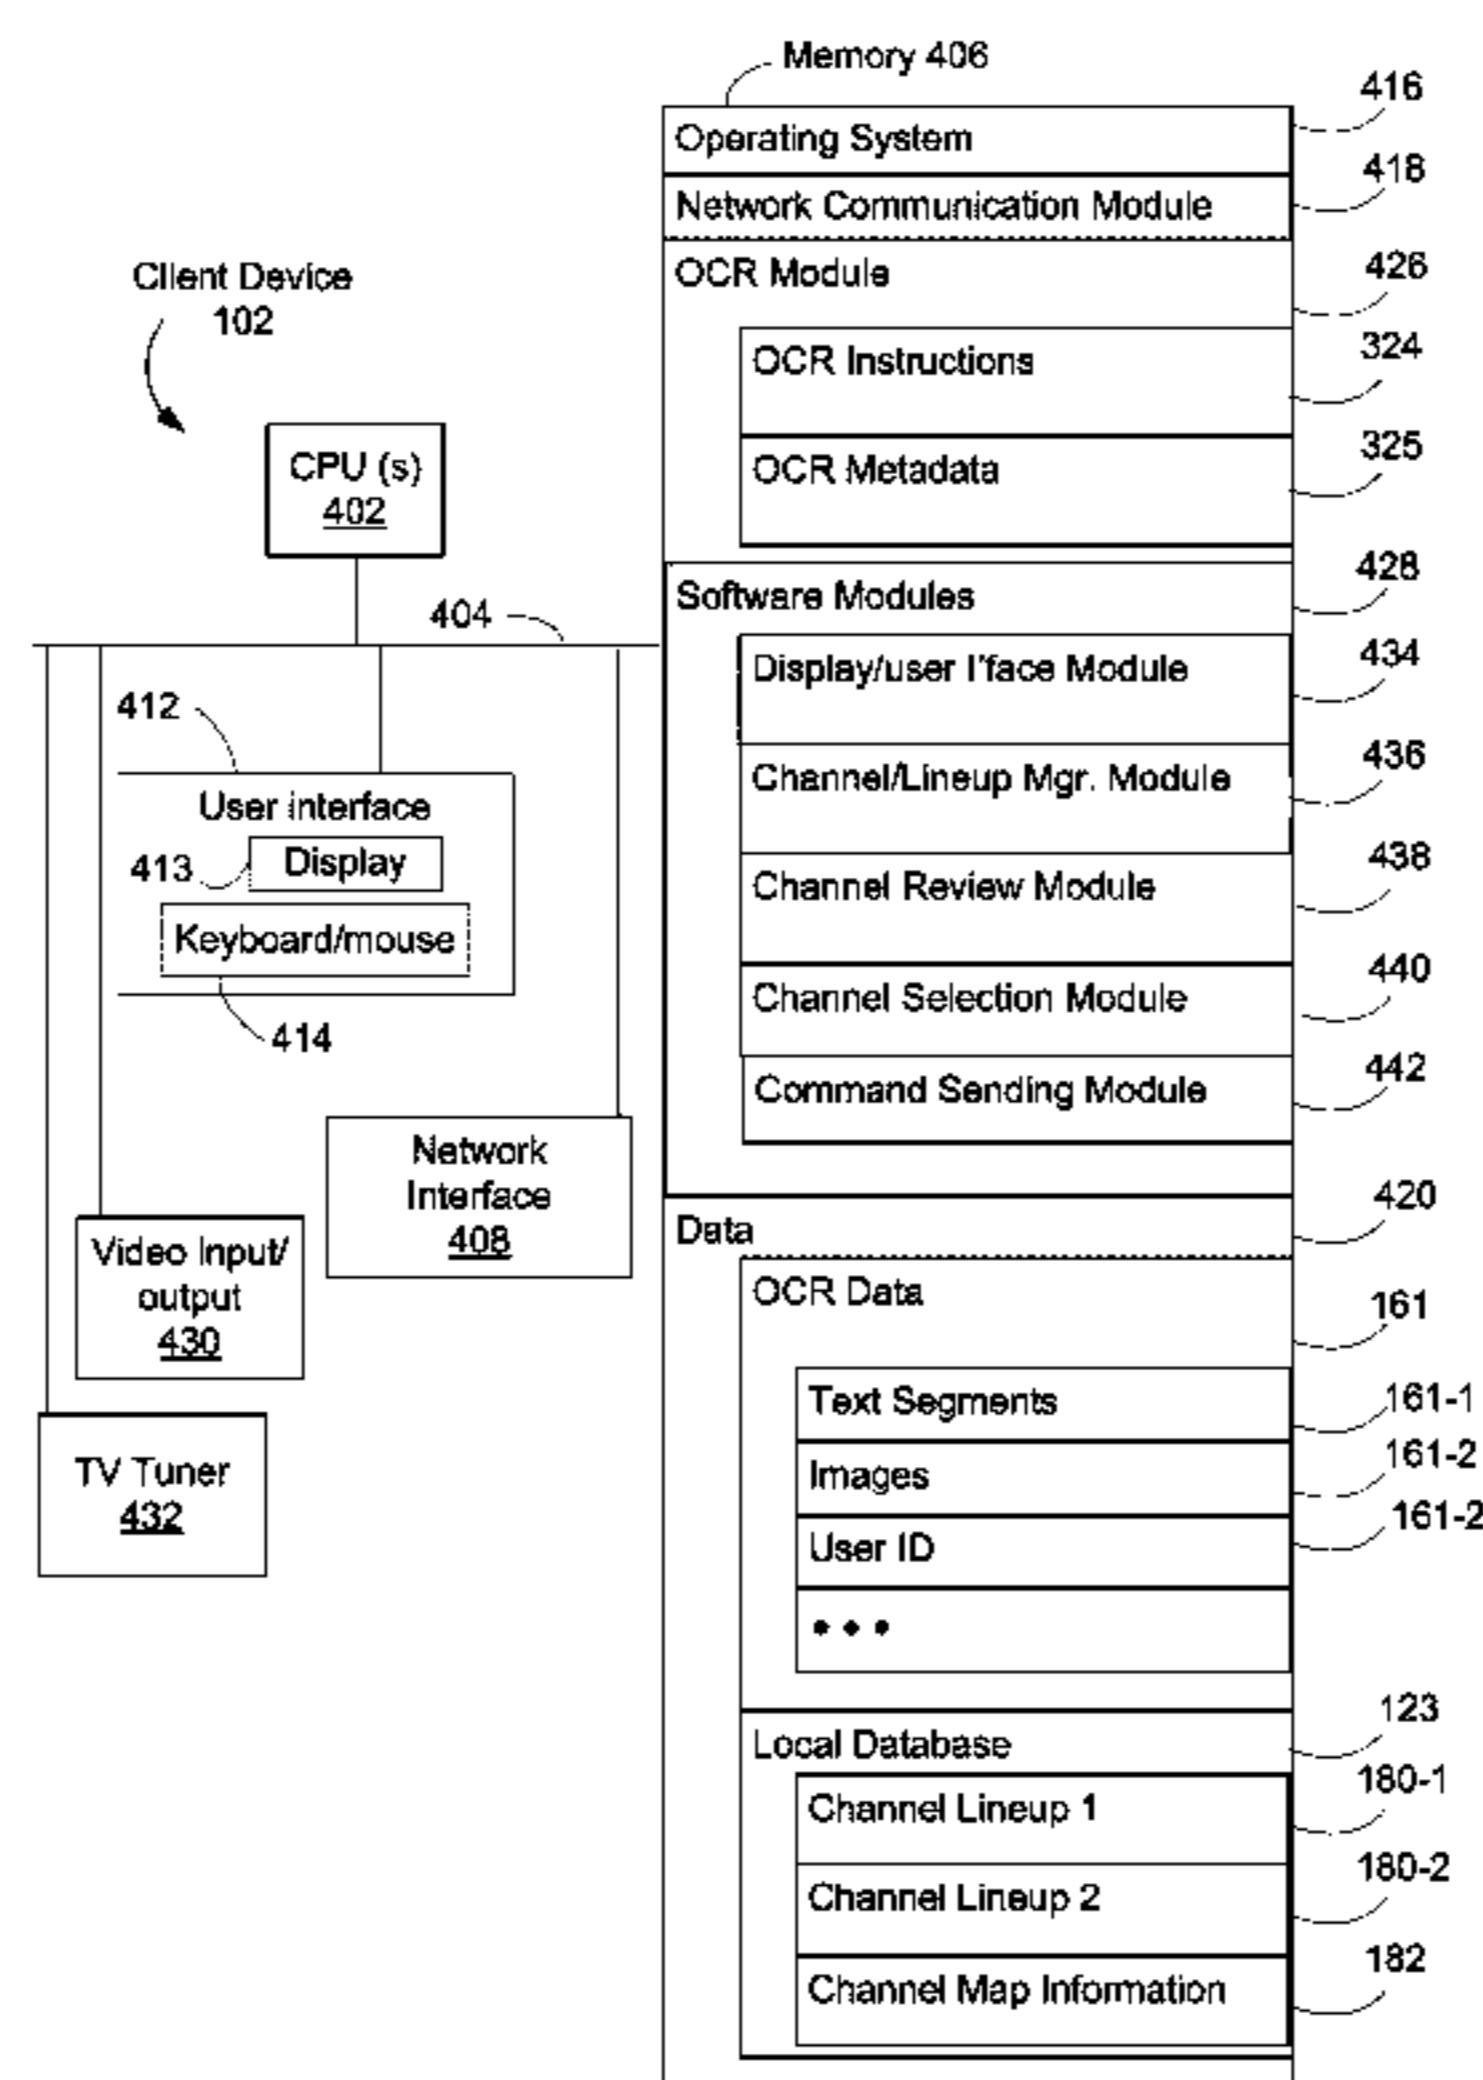 Memory 406
416
Operating System
418
Network Communication Module
Client Device
102
OCR Module
426
OCR Instructions
324
CPU (s)
402
OCR Metadata
325
428
Software Modules
404
Display/user I'face Module
434
412
Channel/Lineup Mgr. Module
436
User interface
413
Display
Channel Review Module
438
Keyboard/mouse
Channel Selection Module
440
414
Command Sending Module
442
Network
Interface
408
420
Data
Video Input/
output
430
OCR Data
161
Text Segments
161-1
TV Tuner
432
Images
161-2
User ID
161-2
• • •
123
Local Database
180-1
Channel Lineup 1
180-2
Channel Lineup 2
182
Channel Map Information